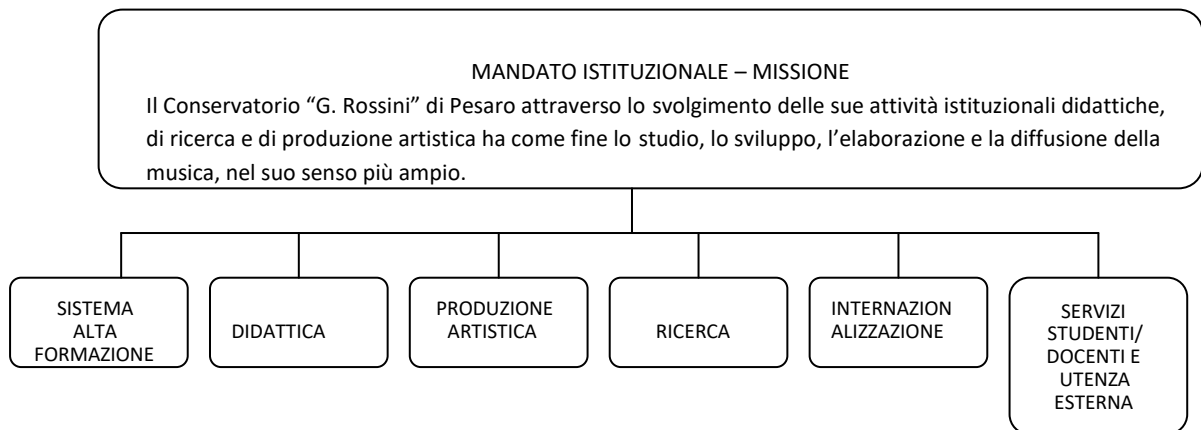 MANDATO ISTITUZIONALE – MISSIONE
Il Conservatorio “G. Rossini” di Pesaro attraverso lo svolgimento delle sue attività istituzionali didattiche,
di ricerca e di produzione artistica ha come fine lo studio, lo sviluppo, l’elaborazione e la diffusione della
musica, nel suo senso più ampio.
SISTEMA
ALTA
FORMAZIONE
DIDATTICA
PRODUZIONE
ARTISTICA
RICERCA
INTERNAZION
ALIZZAZIONE
SERVIZI
STUDENTI/
DOCENTI E
UTENZA
ESTERNA